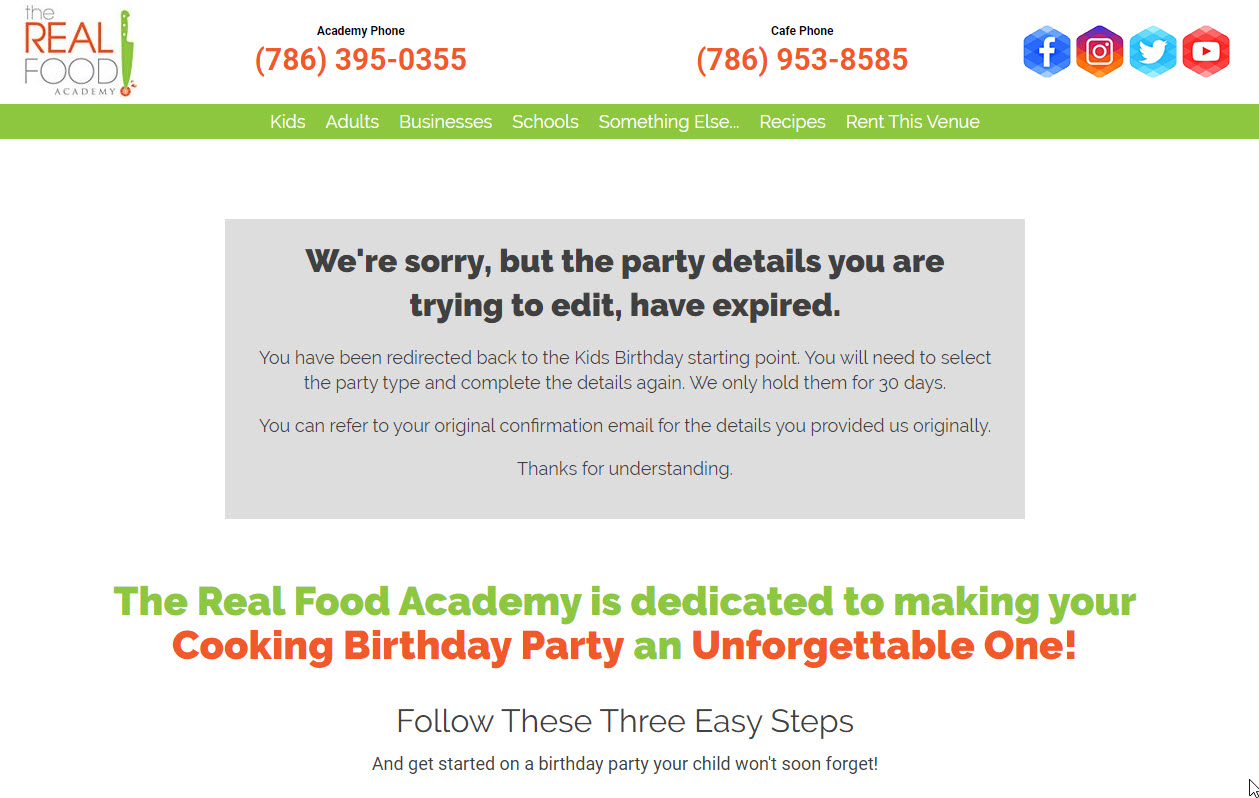 the
REAL
FOOD
ACADEMY
Academy Phone
(786) 395-0355
Cafe Phone
(786) 953-8585
Kids Adults Businesses Schools Something Else... Recipes Rent This Venue
We're sorry, but the party details you are
trying to edit, have expired.
You have been redirected back to the Kids Birthday starting point. You will need to select
the party type and complete the details again. We only hold them for 30 days.
You can refer to your original confirmation email for the details you provided us originally.
Thanks for understanding.
The Real Food Academy is dedicated to making your
Cooking Birthday Party an Unforgettable One!
Follow These Three Easy Steps
And get started on a birthday party your child won't soon forget!